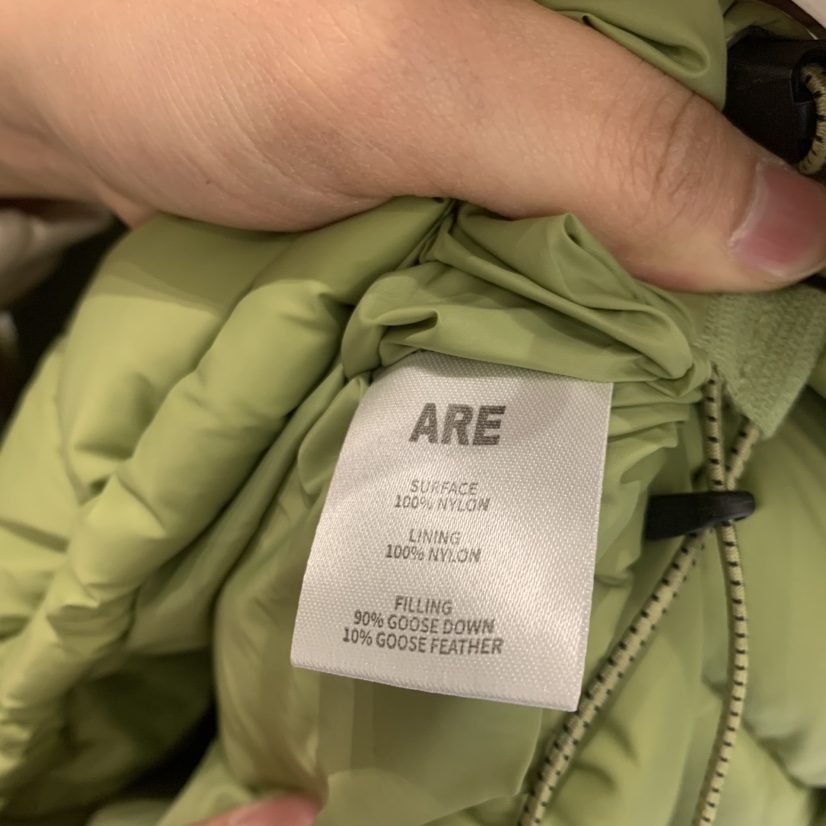 ARE
SURFACE
100% NYLON
LINING
100% NYLON
FILLING
90% GOOSE DOWN
10% GOOSE FEATHER